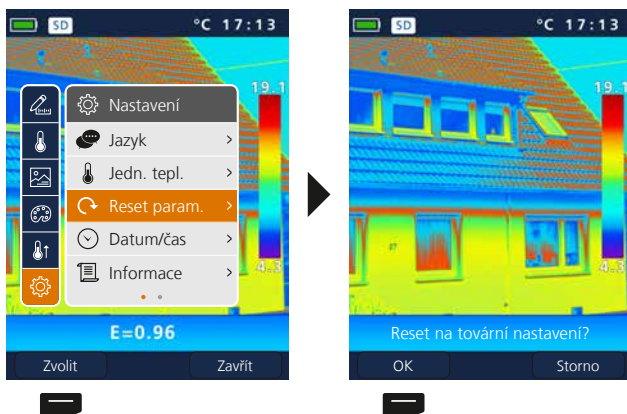 SD °C 17:13
19.1
Nastavení
Jazyk
Jedn. tepl.
Reset param.
Datum/čas
Informace
4.3
E=0.96
Zvolit Zavřít
SD °C 17:13
19.1
4.3
Reset na tovární nastavení?
OK Storno